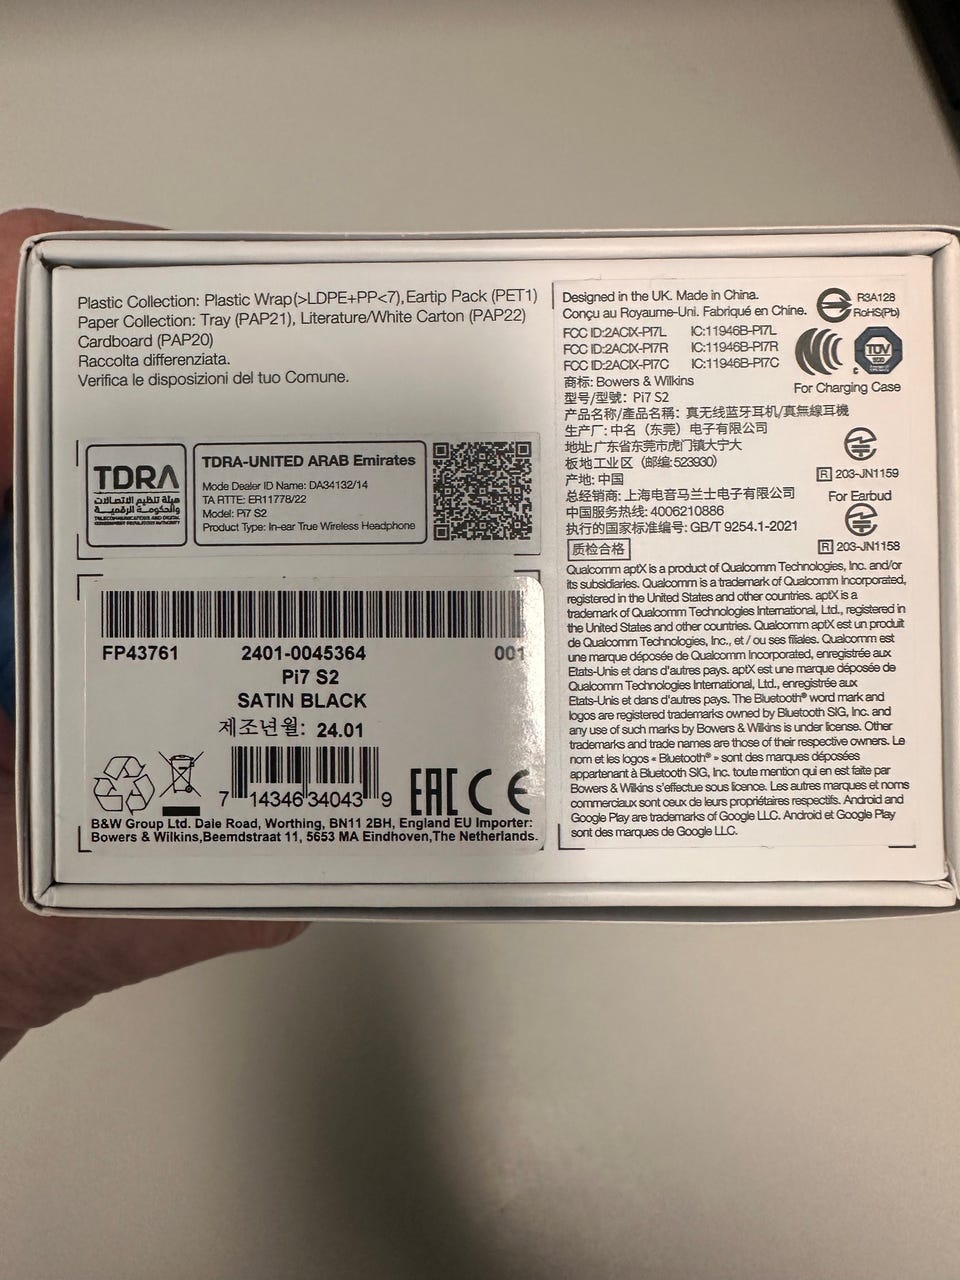 Plastic Collection: Plastic Wrap(>LDPE+PP<7), Eartip Pack (PET1)
Paper Collection: Tray (PAP21), Literature/White Carton (PAP22)
Cardboard (PAP20)
Raccolta differenziata.
Verifica le disposizioni del tuo Comune.
TDRA
هيئة تنظيم الاتصالات
والحكومة الرقمية
TELECOMMUNICATIONS AND DIGITAL
GOVERNMENT REGULATORY AUTHORITY
TDRA-UNITED ARAB Emirates
Mode Dealer ID Name: DA34132/14
TA RTTE: ER11778/22
Model: Pi7 S2
Product Type: In-ear True Wireless Headphone
FP43761 2401-0045364 001
Pi7 S2
SATIN BLACK
제조년월: 24.01
7 14346 34043 9
EAC CE
B&W Group Ltd. Dale Road, Worthing, BN11 2BH, England EU Importer:
Bowers & Wilkins,Beemdstraat 11, 5653 MA Eindhoven,The Netherlands.
Designed in the UK. Made in China.
Conçu au Royaume-Uni. Fabriqué en Chine.
R3A128
RoHS(Pb)
FCC ID:2ACIX-PI7L IC:11946B-PI7L
FCC ID:2ACIX-PI7R IC:11946B-PI7R
FCC ID:2ACIX-PI7C IC:11946B-PI7C
TÜV
For Charging Case
商标: Bowers & Wilkins
型号/型號: Pi7 S2
产品名称/產品名稱: 真无线蓝牙耳机/真無線耳機
生产厂: 中名（东莞）电子有限公司
地址:广东省东莞市虎门镇大宁大
板地工业区（邮编:523930）
产地: 中国
总经销商: 上海电音马兰士电子有限公司
中国服务热线: 4006210886
执行的国家标准编号: GB/T 9254.1-2021
质检合格
R 203-JN1159
For Earbud
R 203-JN1158
Qualcomm aptX is a product of Qualcomm Technologies, Inc. and/or
its subsidiaries. Qualcomm is a trademark of Qualcomm Incorporated,
registered in the United States and other countries. aptX is a
trademark of Qualcomm Technologies International, Ltd., registered in
the United States and other countries. Qualcomm aptX est un produit
de Qualcomm Technologies, Inc., et / ou ses filiales. Qualcomm est
une marque déposée de Qualcomm Incorporated, enregistrée aux
Etats-Unis et dans d'autres pays. aptX est une marque déposée de
Qualcomm Technologies International, Ltd., enregistrée aux
Etats-Unis et dans d'autres pays. The Bluetooth® word mark and
logos are registered trademarks owned by Bluetooth SIG, Inc. and
any use of such marks by Bowers & Wilkins is under license. Other
trademarks and trade names are those of their respective owners. Le
nom et les logos « Bluetooth® » sont des marques déposées
appartenant à Bluetooth SIG, Inc. toute mention qui en est faite par
Bowers & Wilkins s'effectue sous licence. Les autres marques et noms
commerciaux sont ceux de leurs propriétaires respectifs. Android and
Google Play are trademarks of Google LLC. Android et Google Play
sont des marques de Google LLC.